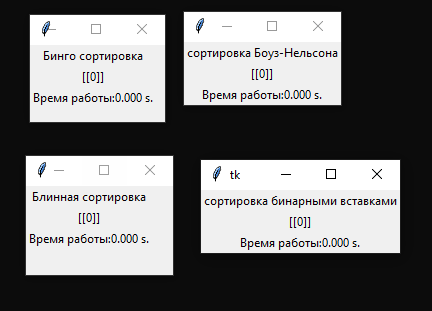 Бинго сортировка
[[0]]
Время работы:0.000 s.
сортировка Боуз-Нельсона
[[0]]
Время работы:0.000 s.
Блинная сортировка
[[0]]
Время работы:0.000 s.
tk
сортировка бинарными вставками
[[0]]
Время работы:0.000 s.